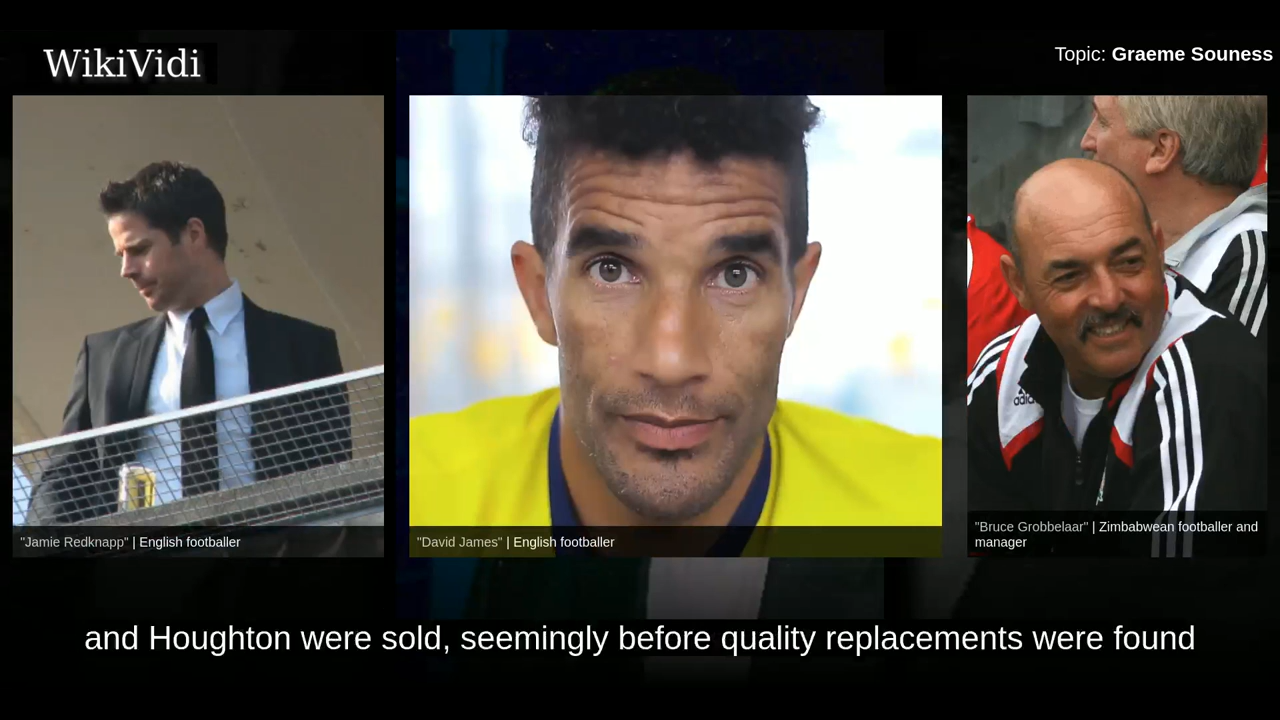 WikiVidi
Topic: Graeme Souness
adidas
"Jamie Redknapp" | English footballer
"David James" | English footballer
"Bruce Grobbelaar" | Zimbabwean footballer and
manager
and Houghton were sold, seemingly before quality replacements were found